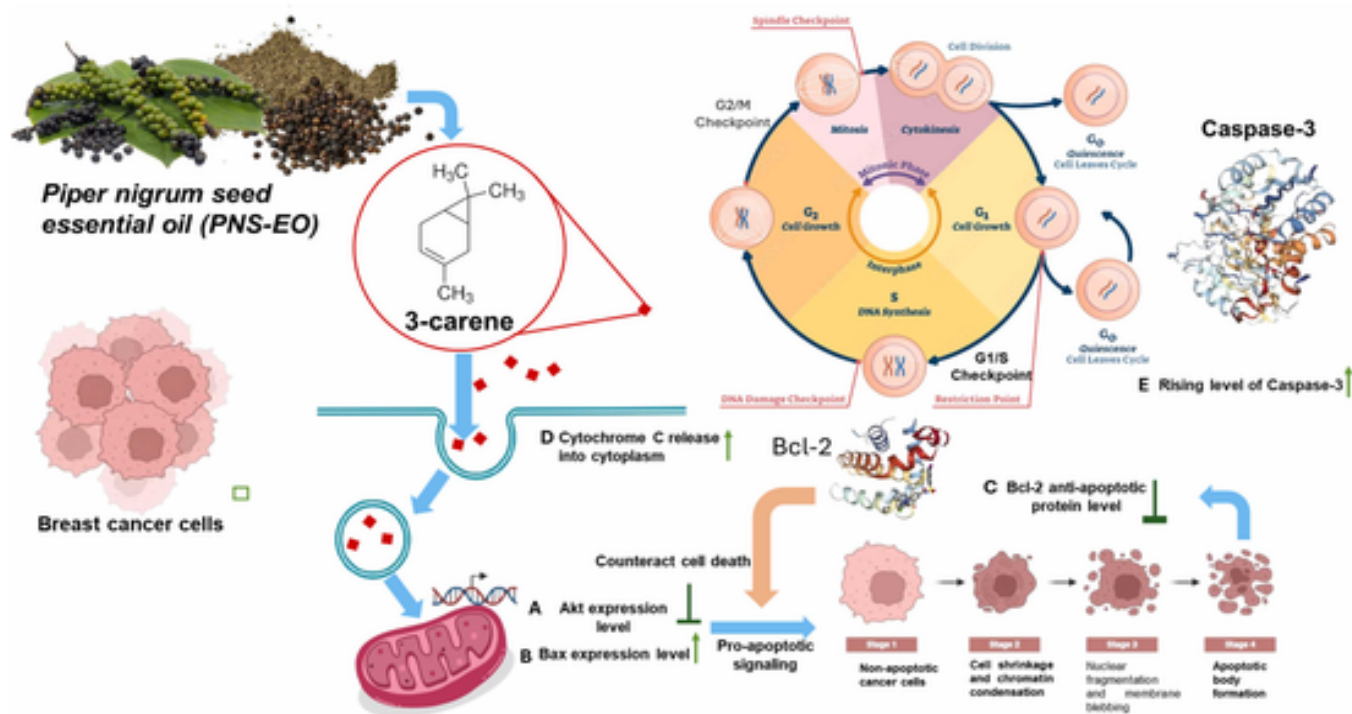 Piper nigrum seed
essential oil (PNS-EO)
H₃C
CH₃
CH₃
3-carene
Breast cancer cells
Spindle Checkpoint
Cell Division
G2/M
Checkpoint
Mitosis
Cytokinesis
Mitotic Phase
G₀
Quiescence
Cell Leaves Cycle
G₂
Cell Growth
G₁
Cell Growth
Interphase
S
DNA Synthesis
G₀
Quiescence
Cell Leaves Cycle
G1/S
Checkpoint
DNA Damage Checkpoint
Restriction Point
Caspase-3
E Rising level of Caspase-3
D Cytochrome C release
into cytoplasm
Bcl-2
C Bcl-2 anti-apoptotic
protein level
Counteract cell death
A Akt expression
level
B Bax expression level
Pro-apoptotic
signaling
Stage 1
Non-apoptotic
cancer cells
Stage 2
Cell shrinkage
and chromatin
condensation
Stage 3
Nuclear
fragmentation
and membrane
blebbing
Stage 4
Apoptotic
body
formation